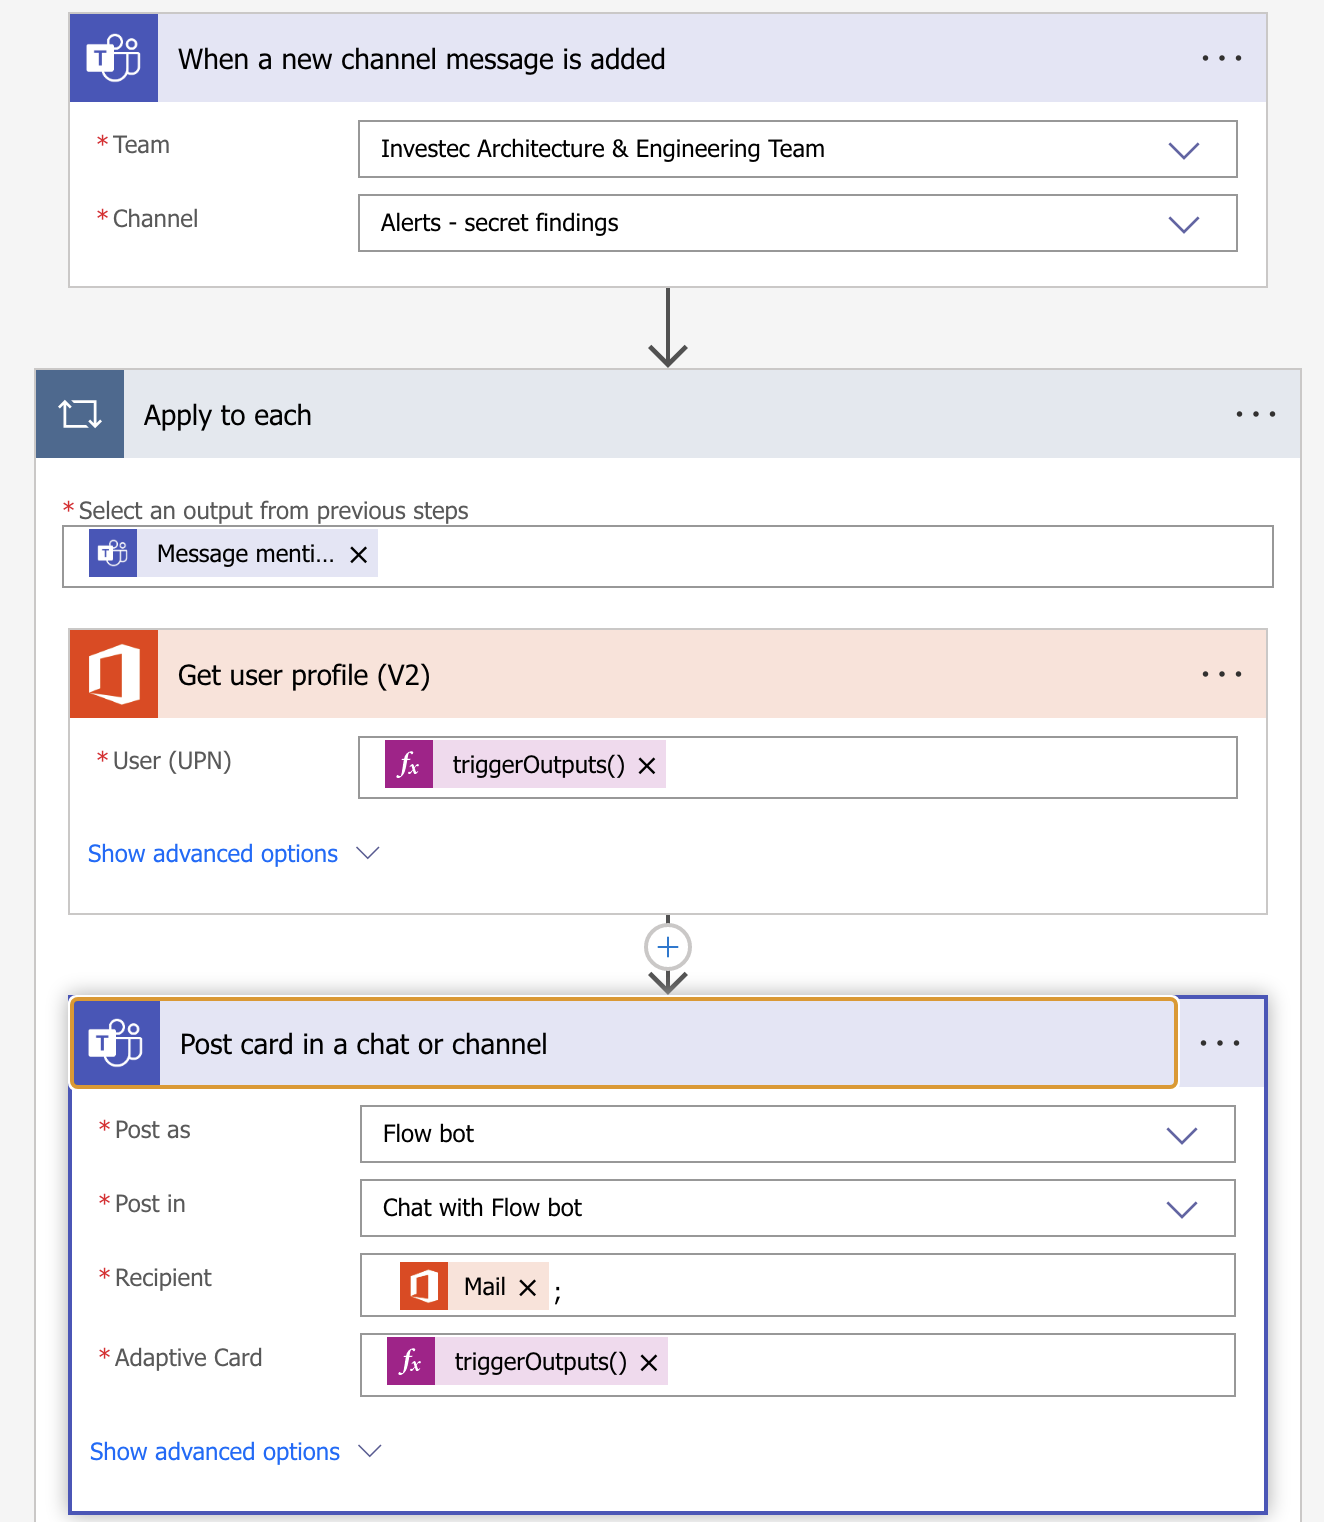 When a new channel message is added
* Team
Investec Architecture & Engineering Team
* Channel
Alerts - secret findings
Apply to each
* Select an output from previous steps
Message menti...
Get user profile (V2)
* User (UPN)
fx triggerOutputs()
Show advanced options
Post card in a chat or channel
* Post as
Flow bot
* Post in
Chat with Flow bot
* Recipient
Mail ;
* Adaptive Card
fx triggerOutputs()
Show advanced options